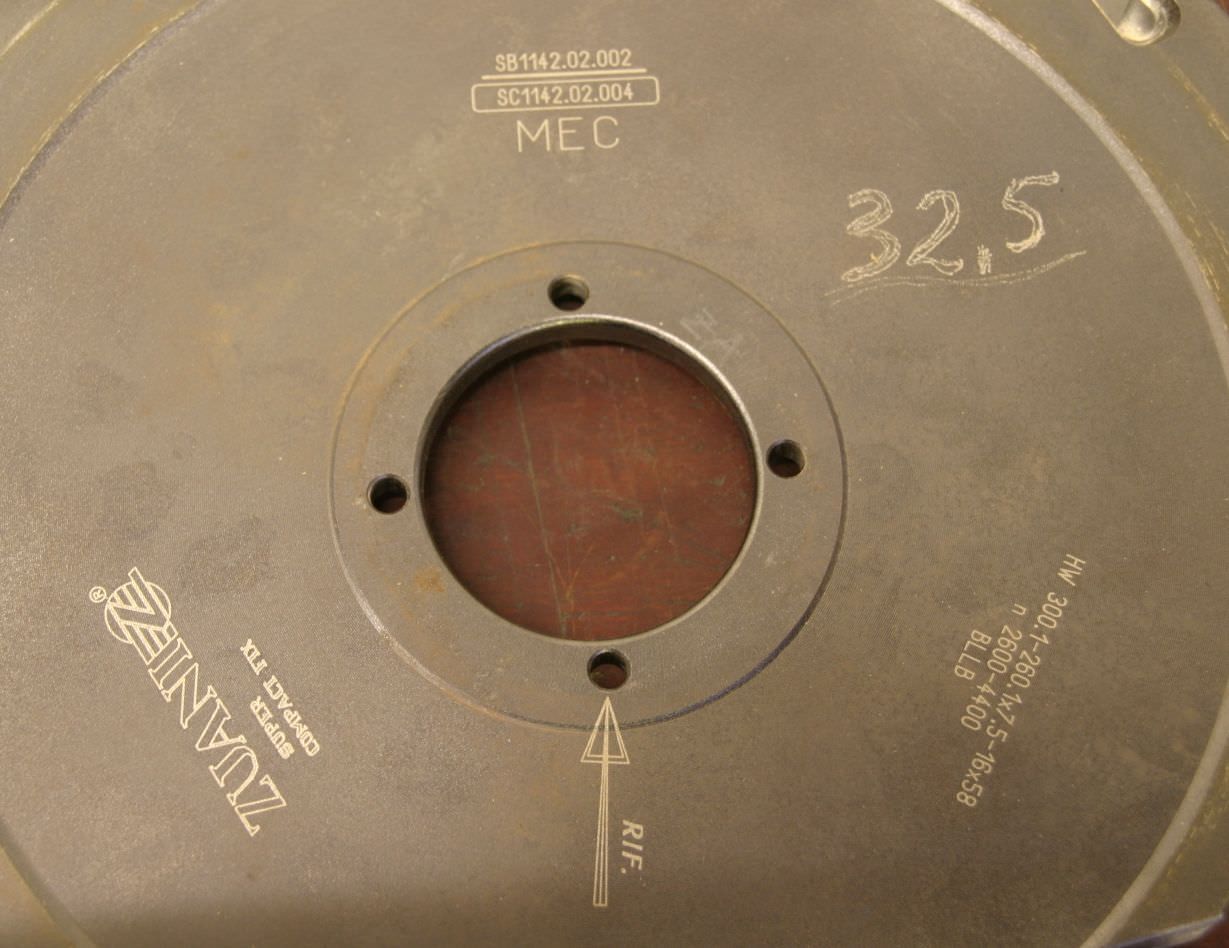 SB1142.02.002
SC1142.02.004
MEC
32,5
HW 300.1-260.1x7.5-16x58
n 2600-4400
BLLB
ZUANI
®
SUPER
COMPACT FIX
RIF.